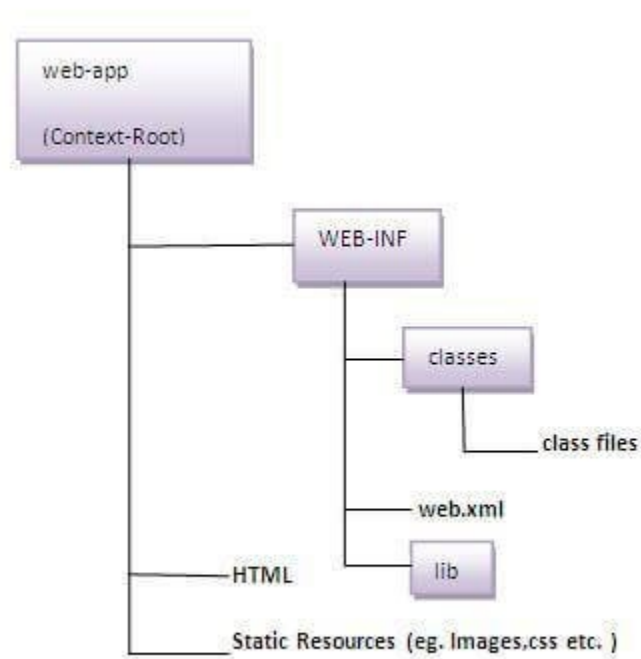 web-app
(Context-Root)
WEB-INF
classes
class files
web.xml
lib
HTML
Static Resources (eg. Images,css etc. )